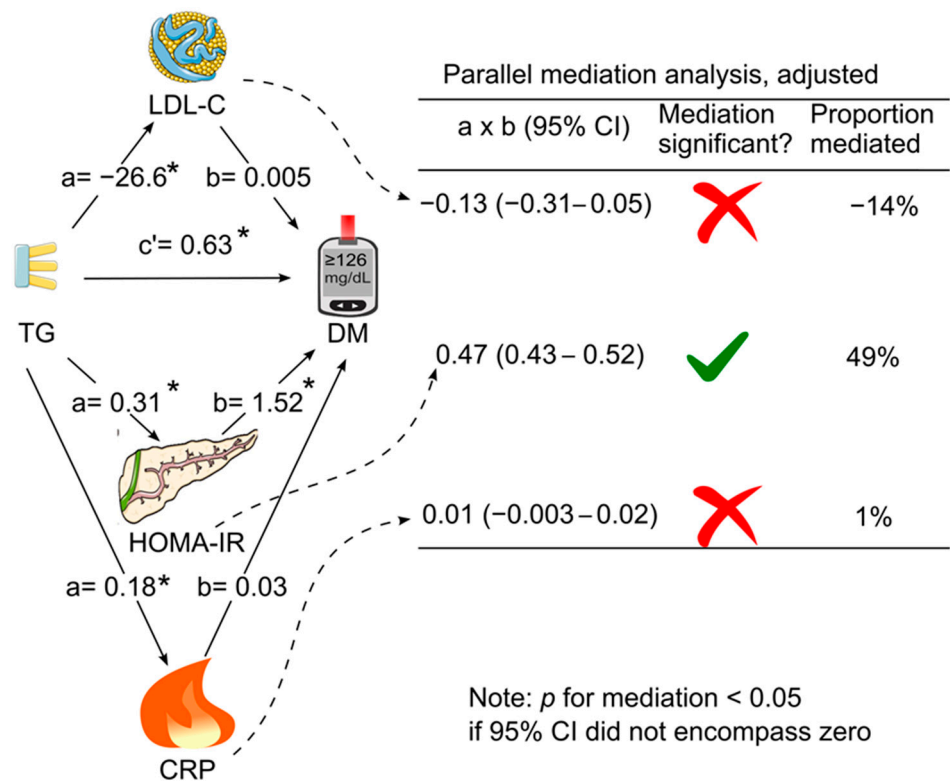 LDL-C
a= −26.6*
b= 0.005
c'= 0.63 *
≥126
mg/dL
TG
DM
a= 0.31 *
b= 1.52 *
HOMA-IR
a= 0.18*
b= 0.03
CRP
Parallel mediation analysis, adjusted
a x b (95% CI)
Mediation
significant?
Proportion
mediated
−0.13 (−0.31– 0.05)
−14%
0.47 (0.43 – 0.52)
49%
0.01 (−0.003 – 0.02)
1%
Note: p for mediation < 0.05
if 95% CI did not encompass zero